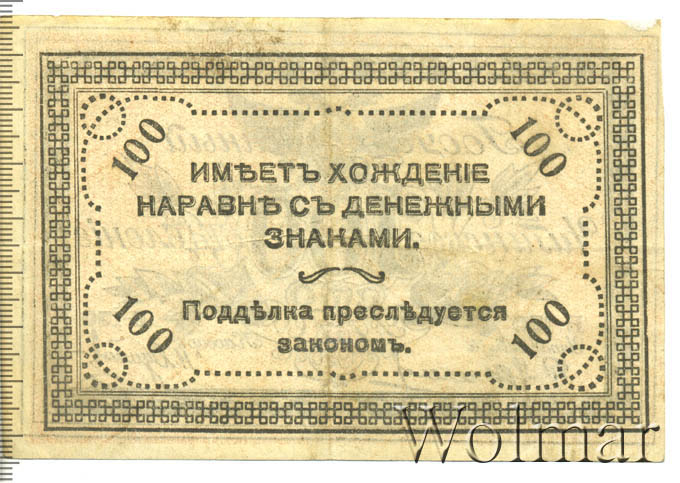 100 100
ИМѢЕТЪ ХОЖДЕНІЕ
НАРАВНѢ СЪ ДЕНЕЖНЫМИ
ЗНАКАМИ.
Поддѣлка преслѣдуется
закономъ.
100 100
Wolmar